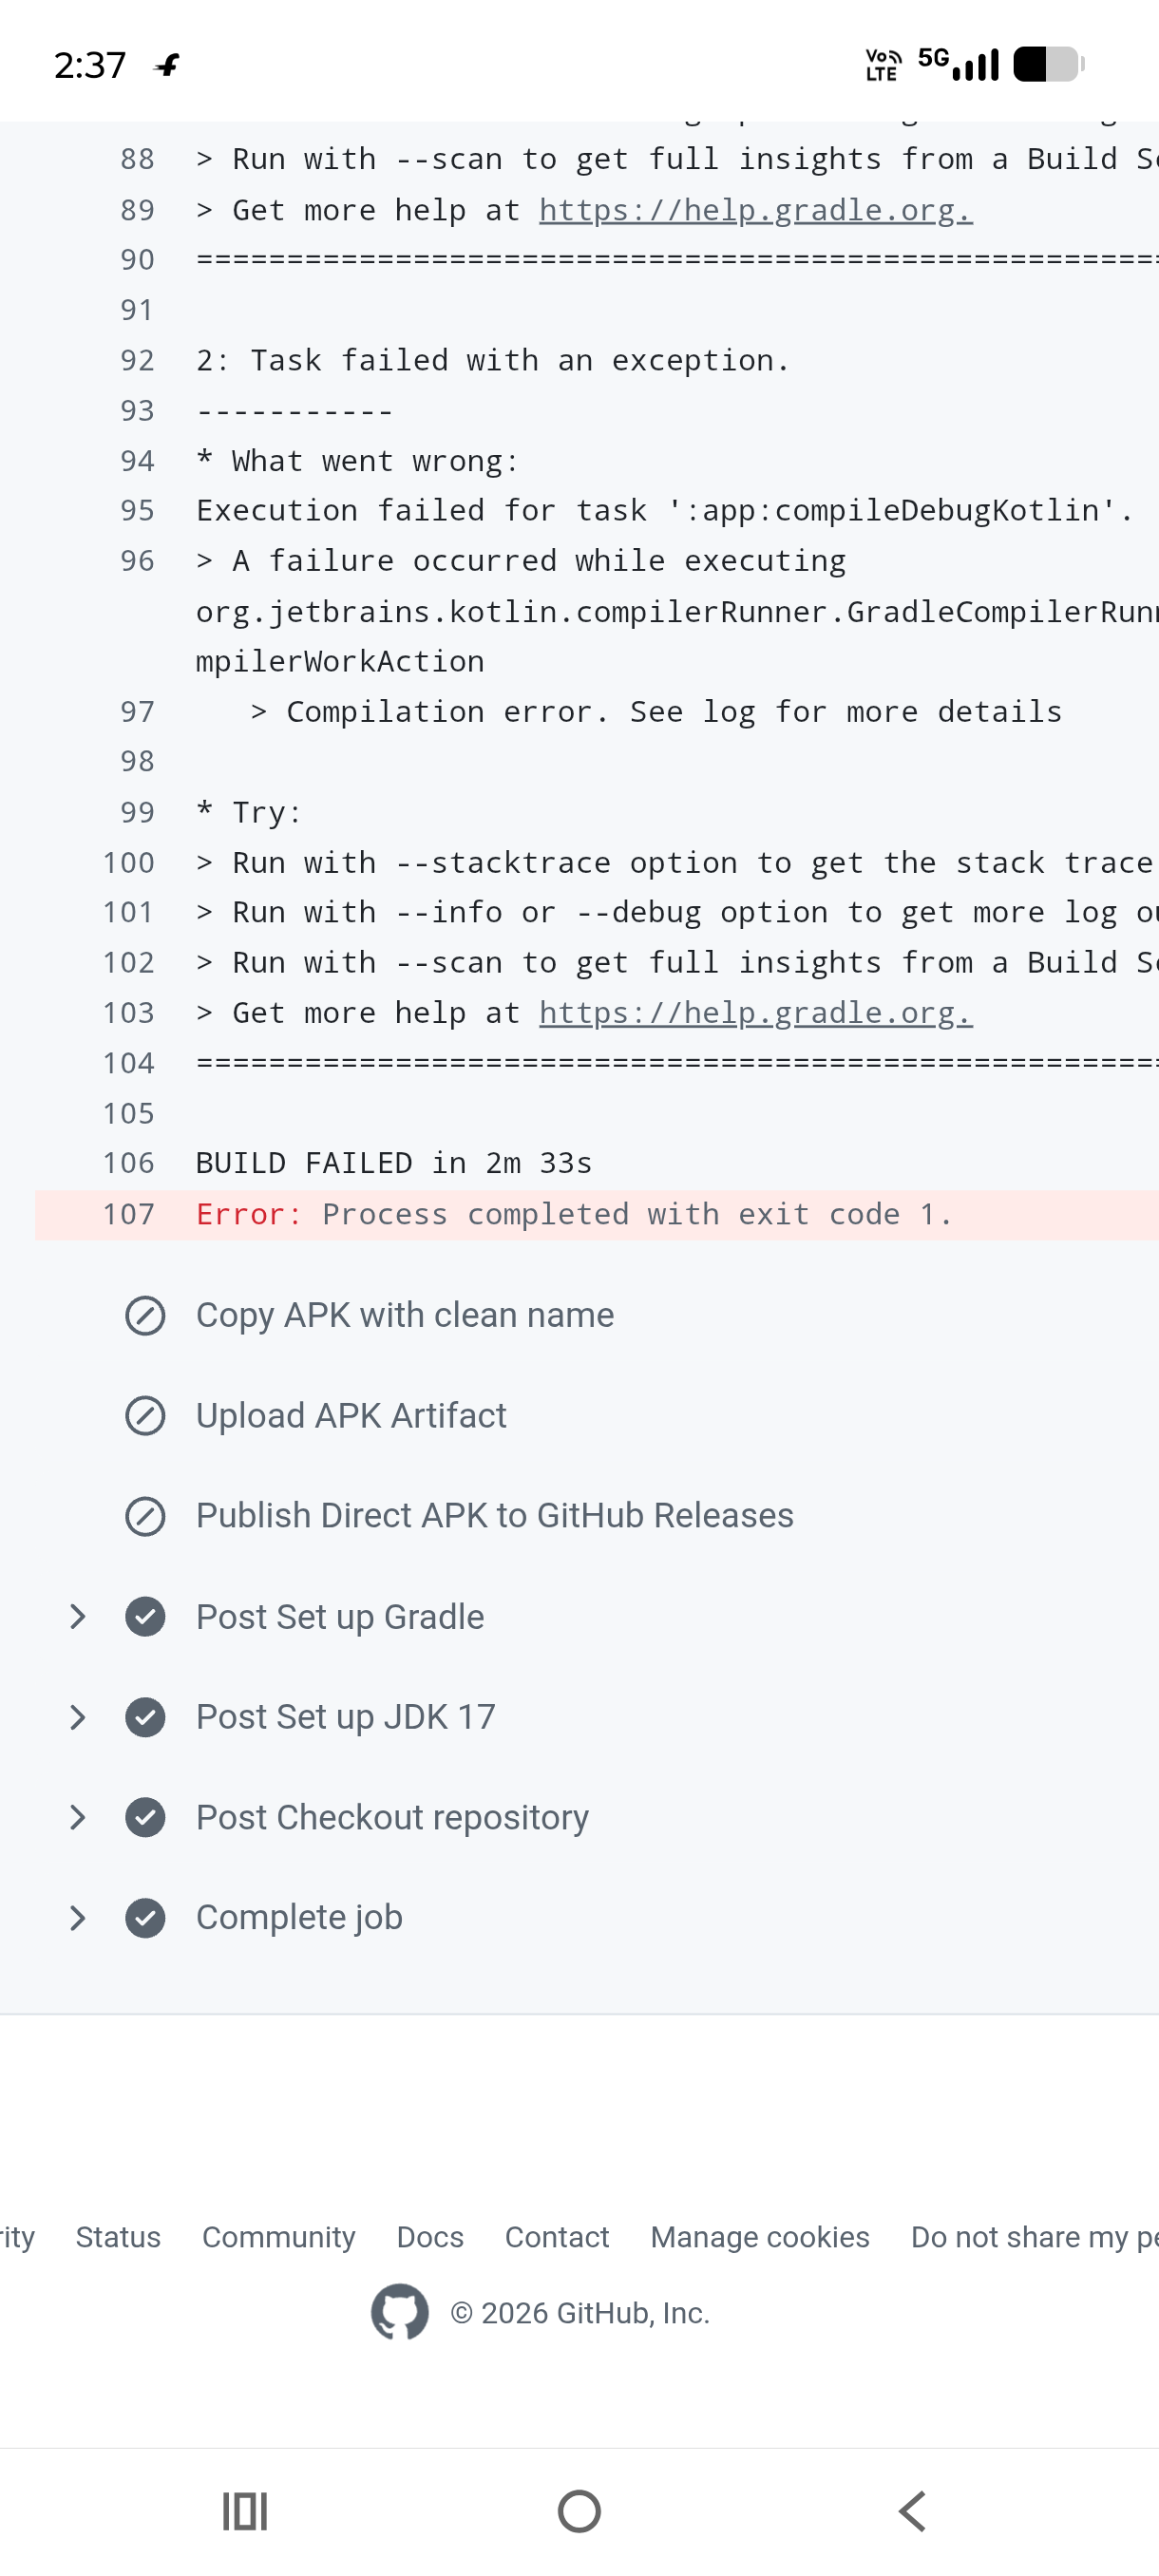 2:37
Vo LTE 5G
88 > Run with --scan to get full insights from a Build
89 > Get more help at https://help.gradle.org.
90 =====================================================
91
92 2: Task failed with an exception.
93 -----------
94 * What went wrong:
95 Execution failed for task ':app:compileDebugKotlin'.
96 > A failure occurred while executing
org.jetbrains.kotlin.compilerRunner.GradleCompilerRun
mpilerWorkAction
97 > Compilation error. See log for more details
98
99 * Try:
100 > Run with --stacktrace option to get the stack trace
101 > Run with --info or --debug option to get more log
102 > Run with --scan to get full insights from a Build
103 > Get more help at https://help.gradle.org.
104 =====================================================
105
106 BUILD FAILED in 2m 33s
107 Error: Process completed with exit code 1.
Copy APK with clean name
Upload APK Artifact
Publish Direct APK to GitHub Releases
Post Set up Gradle
Post Set up JDK 17
Post Checkout repository
Complete job
rity Status Community Docs Contact Manage cookies Do not share my pe
© 2026 GitHub, Inc.